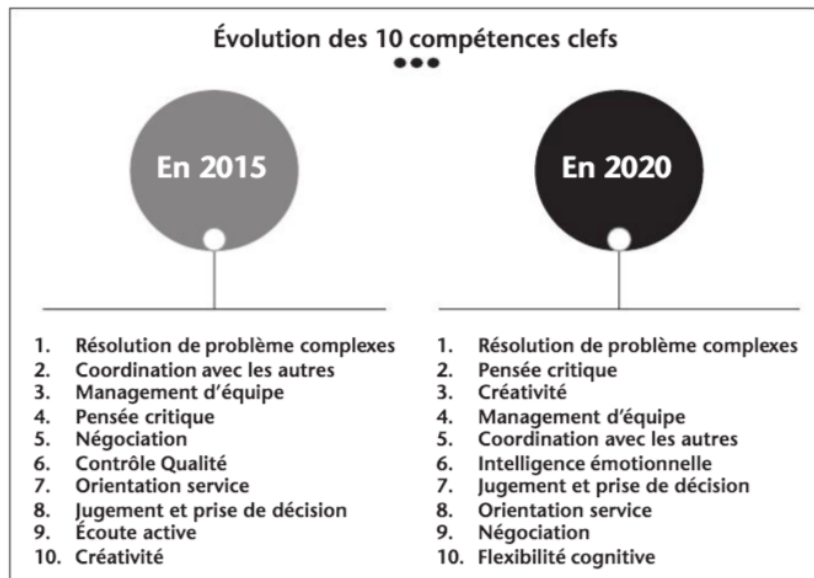 Évolution des 10 compétences clefs
En 2015
1. Résolution de problème complexes
2. Coordination avec les autres
3. Management d'équipe
4. Pensée critique
5. Négociation
6. Contrôle Qualité
7. Orientation service
8. Jugement et prise de décision
9. Écoute active
10. Créativité
En 2020
1. Résolution de problème complexes
2. Pensée critique
3. Créativité
4. Management d'équipe
5. Coordination avec les autres
6. Intelligence émotionnelle
7. Jugement et prise de décision
8. Orientation service
9. Négociation
10. Flexibilité cognitive